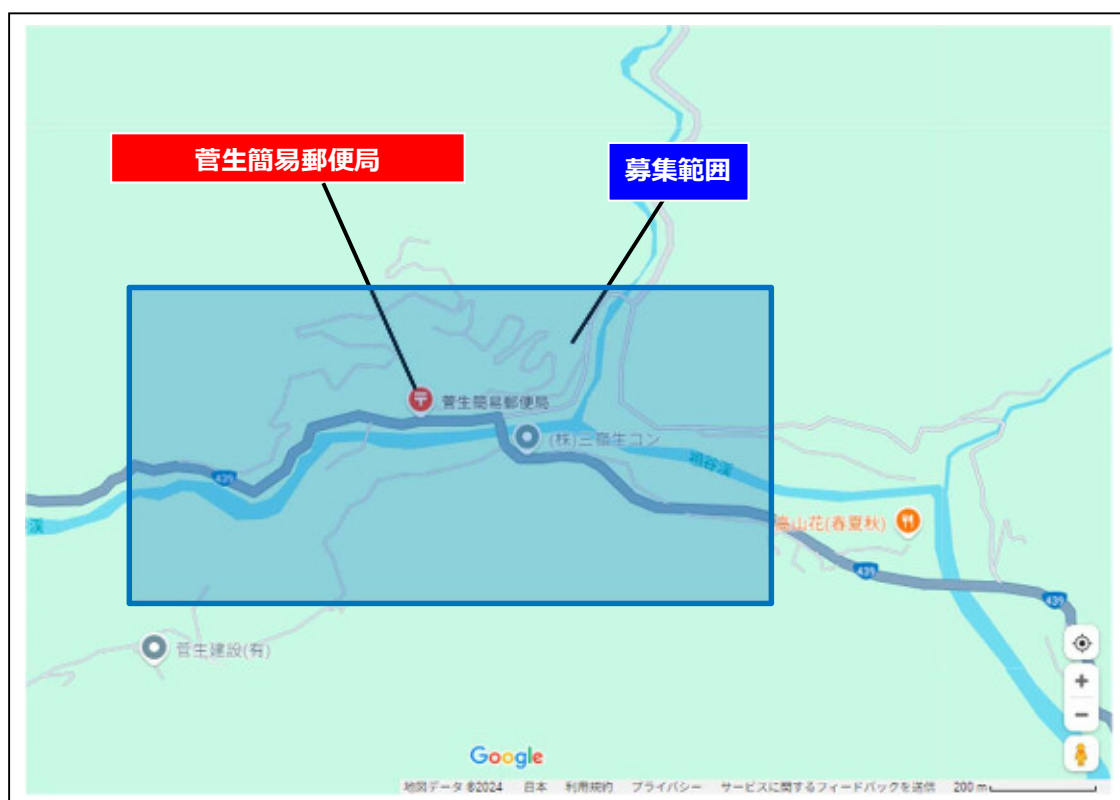 菅生簡易郵便局
募集範囲
菅生簡易郵便局
(株)三嶺生コン
439
祖谷渓
渓
高山花(春夏秋)
439
439
菅生建設(有)
Google
地図データ ©2024 日本 利用規約 プライバシー サービスに関するフィードバックを送信 200 m